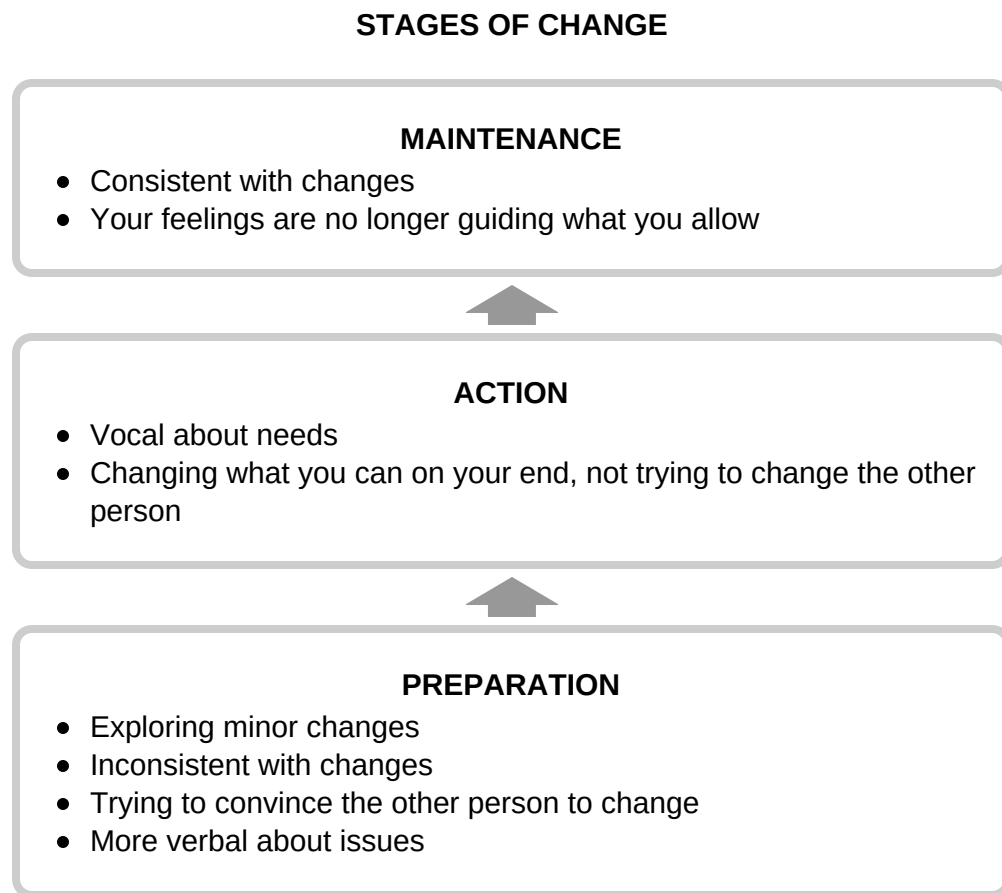 STAGES OF CHANGE
MAINTENANCE
• Consistent with changes
• Your feelings are no longer guiding what you allow
ACTION
• Vocal about needs
• Changing what you can on your end, not trying to change the other
person
PREPARATION
• Exploring minor changes
• Inconsistent with changes
• Trying to convince the other person to change
• More verbal about issues